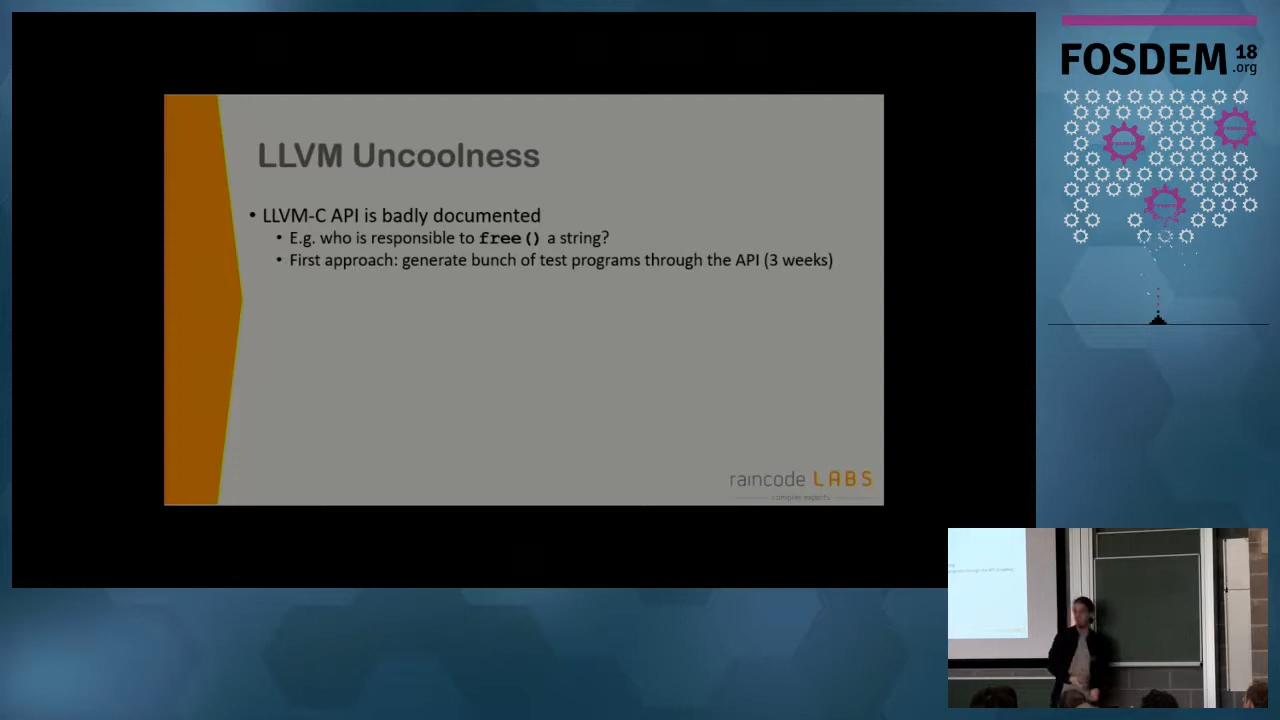 FOSDEM 18
.org
LLVM Uncoolness
• LLVM-C API is badly documented
• E.g. who is responsible to free() a string?
• First approach: generate bunch of test programs through the API (3 weeks)
raincode LABS
compiler experts